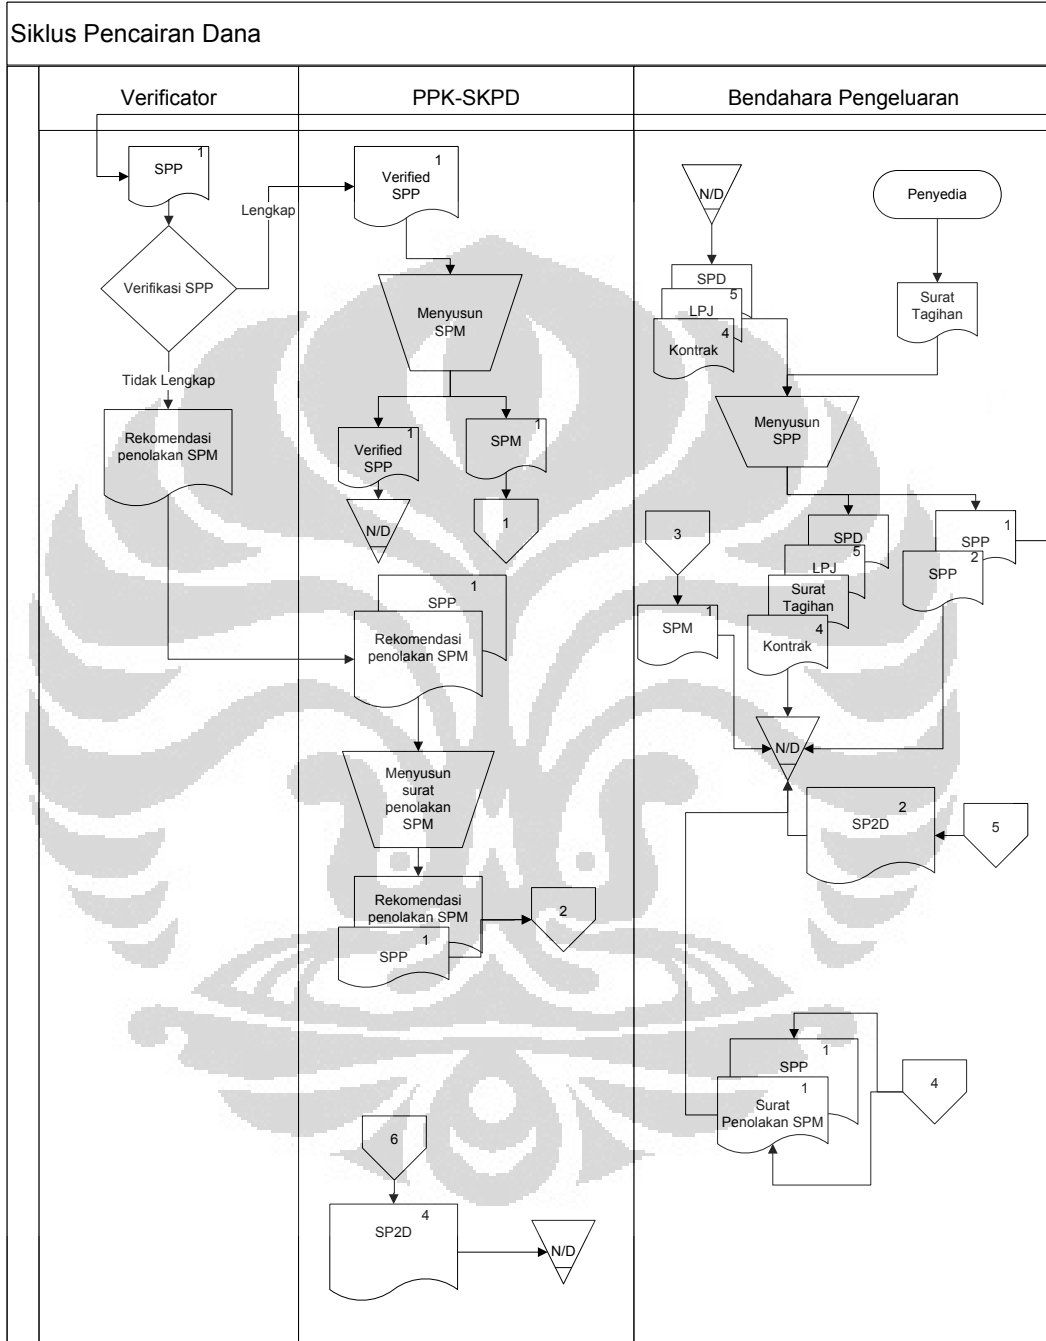 Siklus Pencairan Dana
Verificator
PPK-SKPD
Bendahara Pengeluaran
1
SPP
Verifikasi SPP
Lengkap
Tidak Lengkap
Rekomendasi
penolakan SPM
1
Verified
SPP
Menyusun
SPM
1
Verified
SPP
1
SPM
N/D
1
1
SPP
Rekomendasi
penolakan SPM
Menyusun
surat
penolakan
SPM
Rekomendasi
penolakan SPM
1
SPP
2
6
4
SP2D
N/D
N/D
Penyedia
SPD
5
LPJ
4
Kontrak
Surat
Tagihan
Menyusun
SPP
3
1
SPM
SPD
5
LPJ
Surat
Tagihan
4
Kontrak
1
SPP
2
SPP
N/D
2
SP2D
5
1
SPP
1
Surat
Penolakan SPM
4